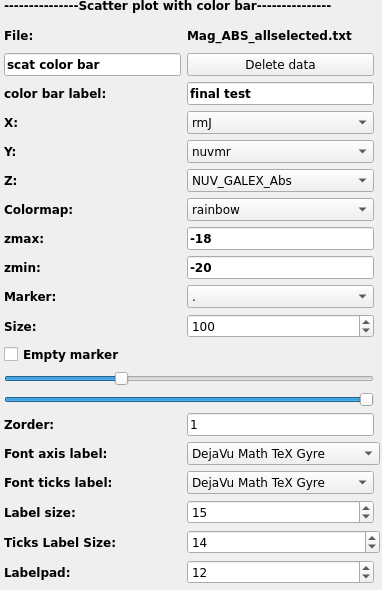 ---------------Scatter plot with color bar---------------
File: Mag_ABS_allselected.txt
scat color bar Delete data
color bar label: final test
X: rmJ
Y: nuvmr
Z: NUV_GALEX_Abs
Colormap: rainbow
zmax: -18
zmin: -20
Marker: .
Size: 100
Empty marker
Zorder: 1
Font axis label: DejaVu Math TeX Gyre
Font ticks label: DejaVu Math TeX Gyre
Label size: 15
Ticks Label Size: 14
Labelpad: 12